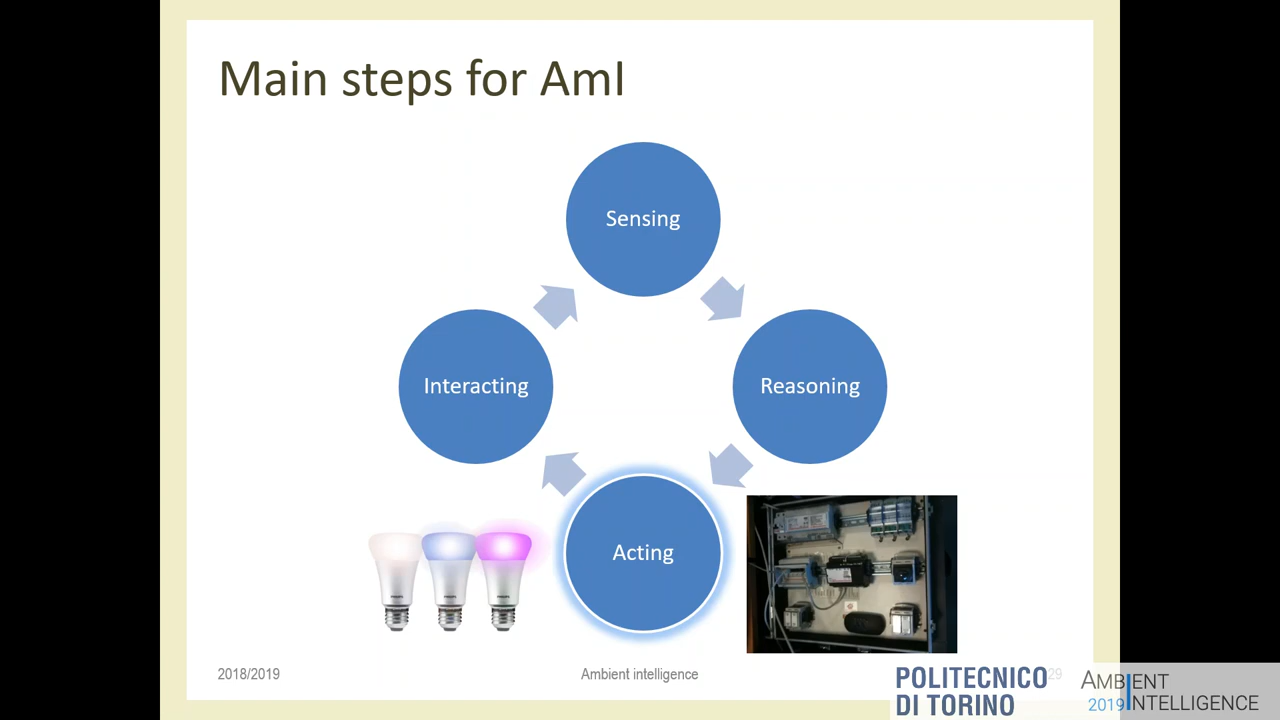 Main steps for AmI
Sensing
Interacting
Reasoning
Acting
2018/2019
Ambient intelligence
29
POLITECNICO
DI TORINO
AMBIENT
2019 INTELLIGENCE